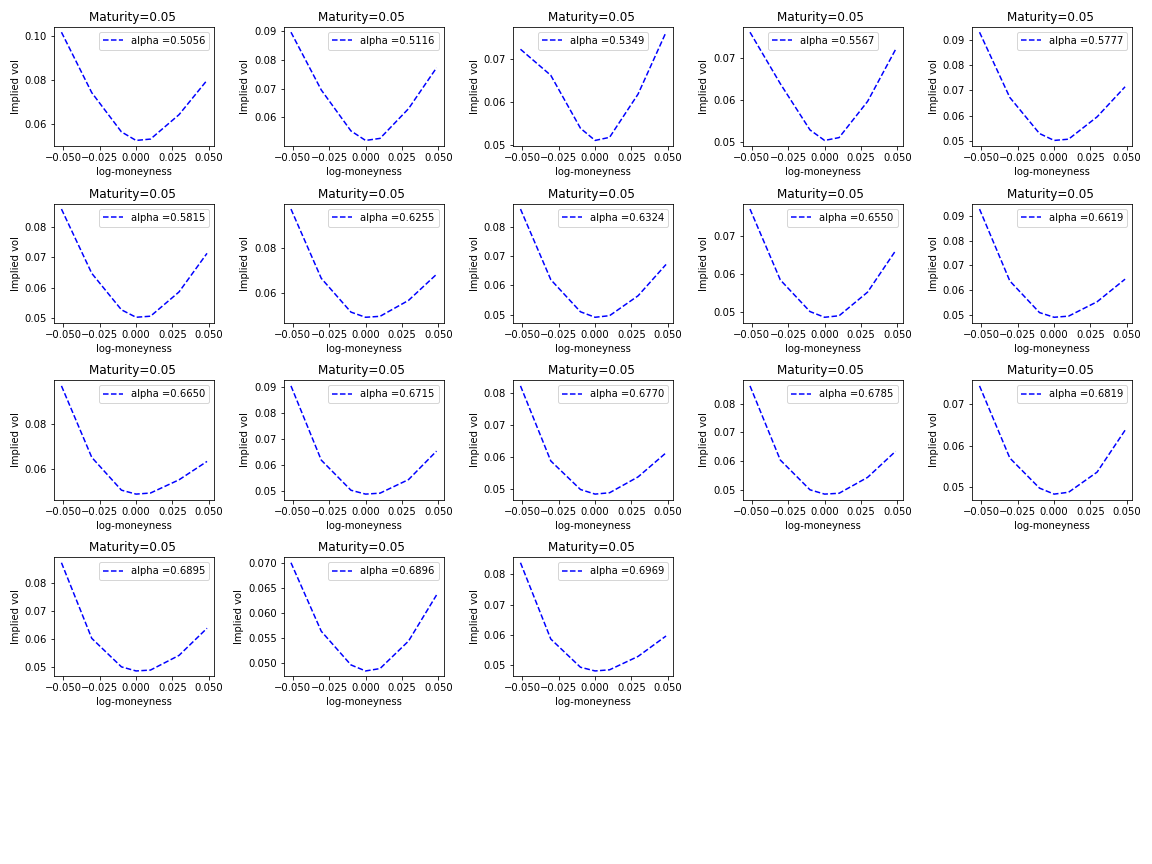 Maturity=0.05
Implied vol
0.10
0.08
0.06
alpha =0.5056
−0.050 −0.025 0.000 0.025 0.050
log-moneyness
Maturity=0.05
Implied vol
0.09
0.08
0.07
0.06
alpha =0.5116
−0.050 −0.025 0.000 0.025 0.050
log-moneyness
Maturity=0.05
Implied vol
0.07
0.06
0.05
alpha =0.5349
−0.050 −0.025 0.000 0.025 0.050
log-moneyness
Maturity=0.05
Implied vol
0.07
0.06
0.05
alpha =0.5567
−0.050 −0.025 0.000 0.025 0.050
log-moneyness
Maturity=0.05
Implied vol
0.09
0.08
0.07
0.06
0.05
alpha =0.5777
−0.050 −0.025 0.000 0.025 0.050
log-moneyness
Maturity=0.05
Implied vol
0.08
0.07
0.06
0.05
alpha =0.5815
−0.050 −0.025 0.000 0.025 0.050
log-moneyness
Maturity=0.05
Implied vol
0.08
0.06
alpha =0.6255
−0.050 −0.025 0.000 0.025 0.050
log-moneyness
Maturity=0.05
Implied vol
0.08
0.07
0.06
0.05
alpha =0.6324
−0.050 −0.025 0.000 0.025 0.050
log-moneyness
Maturity=0.05
Implied vol
0.07
0.06
0.05
alpha =0.6550
−0.050 −0.025 0.000 0.025 0.050
log-moneyness
Maturity=0.05
Implied vol
0.09
0.08
0.07
0.06
0.05
alpha =0.6619
−0.050 −0.025 0.000 0.025 0.050
log-moneyness
Maturity=0.05
Implied vol
0.08
0.06
alpha =0.6650
−0.050 −0.025 0.000 0.025 0.050
log-moneyness
Maturity=0.05
Implied vol
0.09
0.08
0.07
0.06
0.05
alpha =0.6715
−0.050 −0.025 0.000 0.025 0.050
log-moneyness
Maturity=0.05
Implied vol
0.08
0.07
0.06
0.05
alpha =0.6770
−0.050 −0.025 0.000 0.025 0.050
log-moneyness
Maturity=0.05
Implied vol
0.08
0.07
0.06
0.05
alpha =0.6785
−0.050 −0.025 0.000 0.025 0.050
log-moneyness
Maturity=0.05
Implied vol
0.07
0.06
0.05
alpha =0.6819
−0.050 −0.025 0.000 0.025 0.050
log-moneyness
Maturity=0.05
Implied vol
0.08
0.07
0.06
0.05
alpha =0.6895
−0.050 −0.025 0.000 0.025 0.050
log-moneyness
Maturity=0.05
Implied vol
0.070
0.065
0.060
0.055
0.050
alpha =0.6896
−0.050 −0.025 0.000 0.025 0.050
log-moneyness
Maturity=0.05
Implied vol
0.08
0.07
0.06
0.05
alpha =0.6969
−0.050 −0.025 0.000 0.025 0.050
log-moneyness